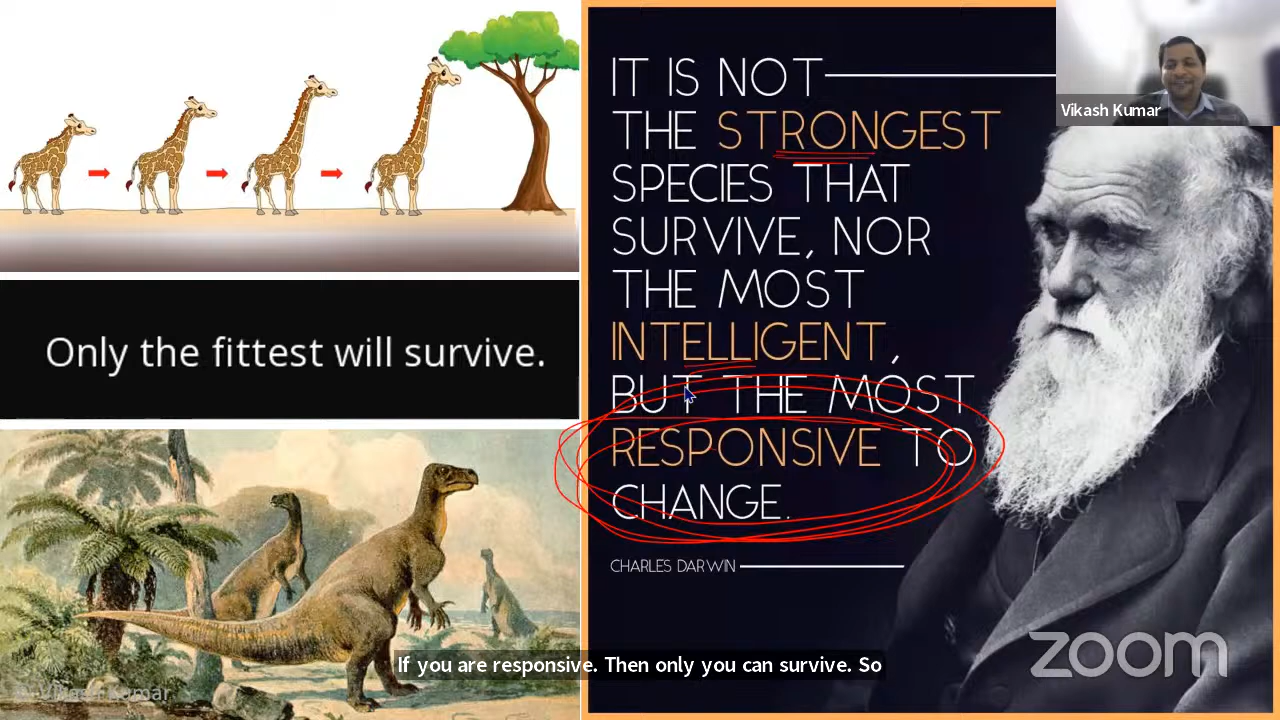 Only the fittest will survive.
IT IS NOT
THE STRONGEST
SPECIES THAT
SURVIVE, NOR
THE MOST
INTELLIGENT,
BUT THE MOST
RESPONSIVE TO
CHANGE.
CHARLES DARWIN
Vikash Kumar
If you are responsive. Then only you can survive. So
zoom
Kumar